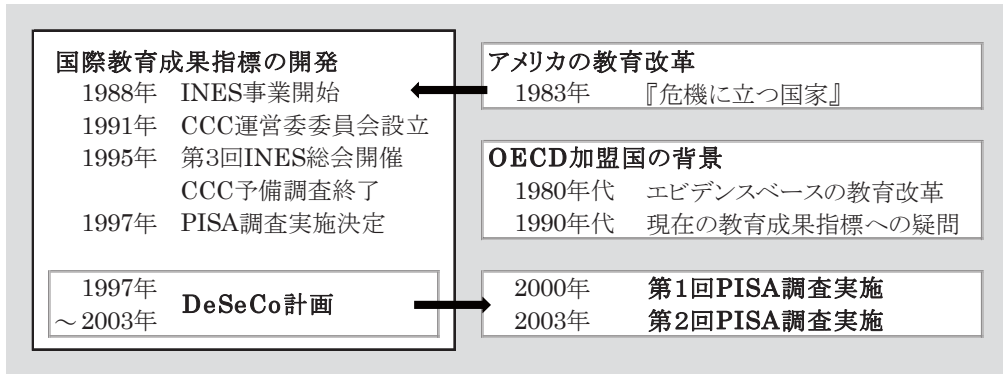 国際教育成果指標の開発
1988年 INES事業開始
1991年 CCC運営委委員会設立
1995年 第3回INES総会開催
CCC予備調査終了
1997年 PISA調査実施決定
1997年
～2003年
DeSeCo計画
アメリカの教育改革
1983年 『危機に立つ国家』
OECD加盟国の背景
1980年代 エビデンスベースの教育改革
1990年代 現在の教育成果指標への疑問
2000年 第1回PISA調査実施
2003年 第2回PISA調査実施